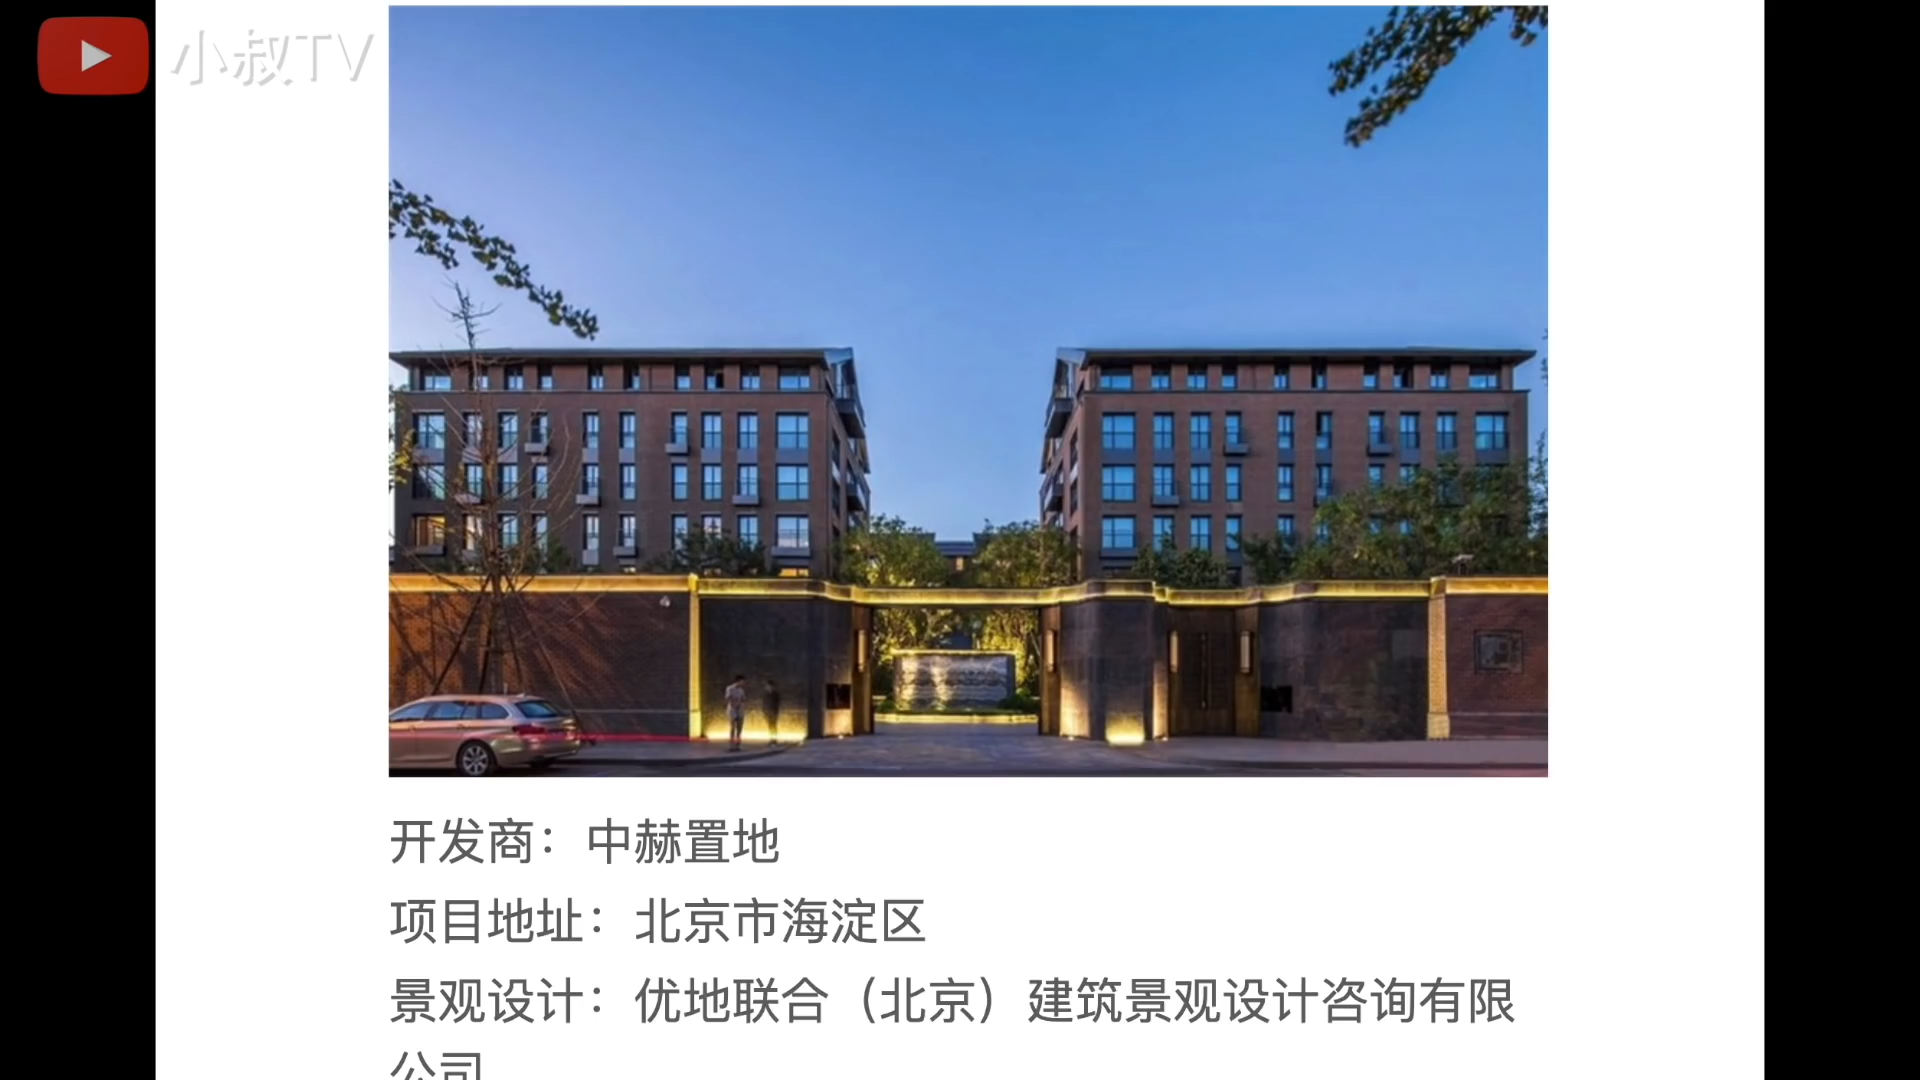 小叔TV
开发商：中赫置地
项目地址：北京市海淀区
景观设计：优地联合（北京）建筑景观设计咨询有限
公司